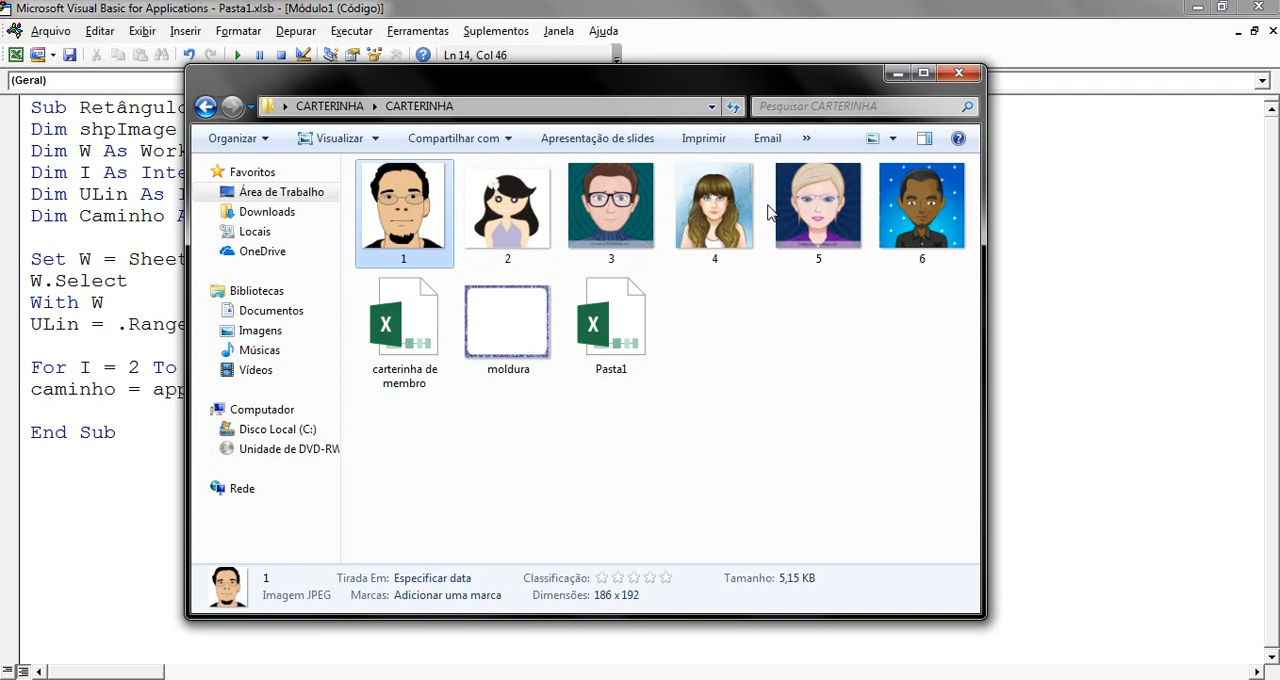 Microsoft Visual Basic for Applications - Pasta1.xlsb - [Módulo1 (Código)]
Arquivo Editar Exibir Inserir Formatar Depurar Executar Ferramentas Suplementos Janela Ajuda
Ln 14, Col 46
(Geral)
CARTERINHA CARTERINHA
Pesquisar CARTERINHA
Organizar Visualizar Compartilhar com Apresentação de slides Imprimir Email »
Sub Retângulo
Dim shpImage
Dim W As Work
Dim I As Inte
Dim ULin As I
Dim Caminho A
Set W = Sheet
W.Select
With W
ULin = .Range
For I = 2 To
caminho = app
End Sub
Favoritos
Área de Trabalho
Downloads
Locais
OneDrive
Bibliotecas
Documentos
Imagens
Músicas
Vídeos
Computador
Disco Local (C:)
Unidade de DVD-RW
Rede
1 2 3 4 5 6
carterinha de
membro
moldura
Pasta1
1 Tirada Em: Especificar data Classificação: Tamanho: 5,15 KB
Imagem JPEG Marcas: Adicionar uma marca Dimensões: 186 x 192